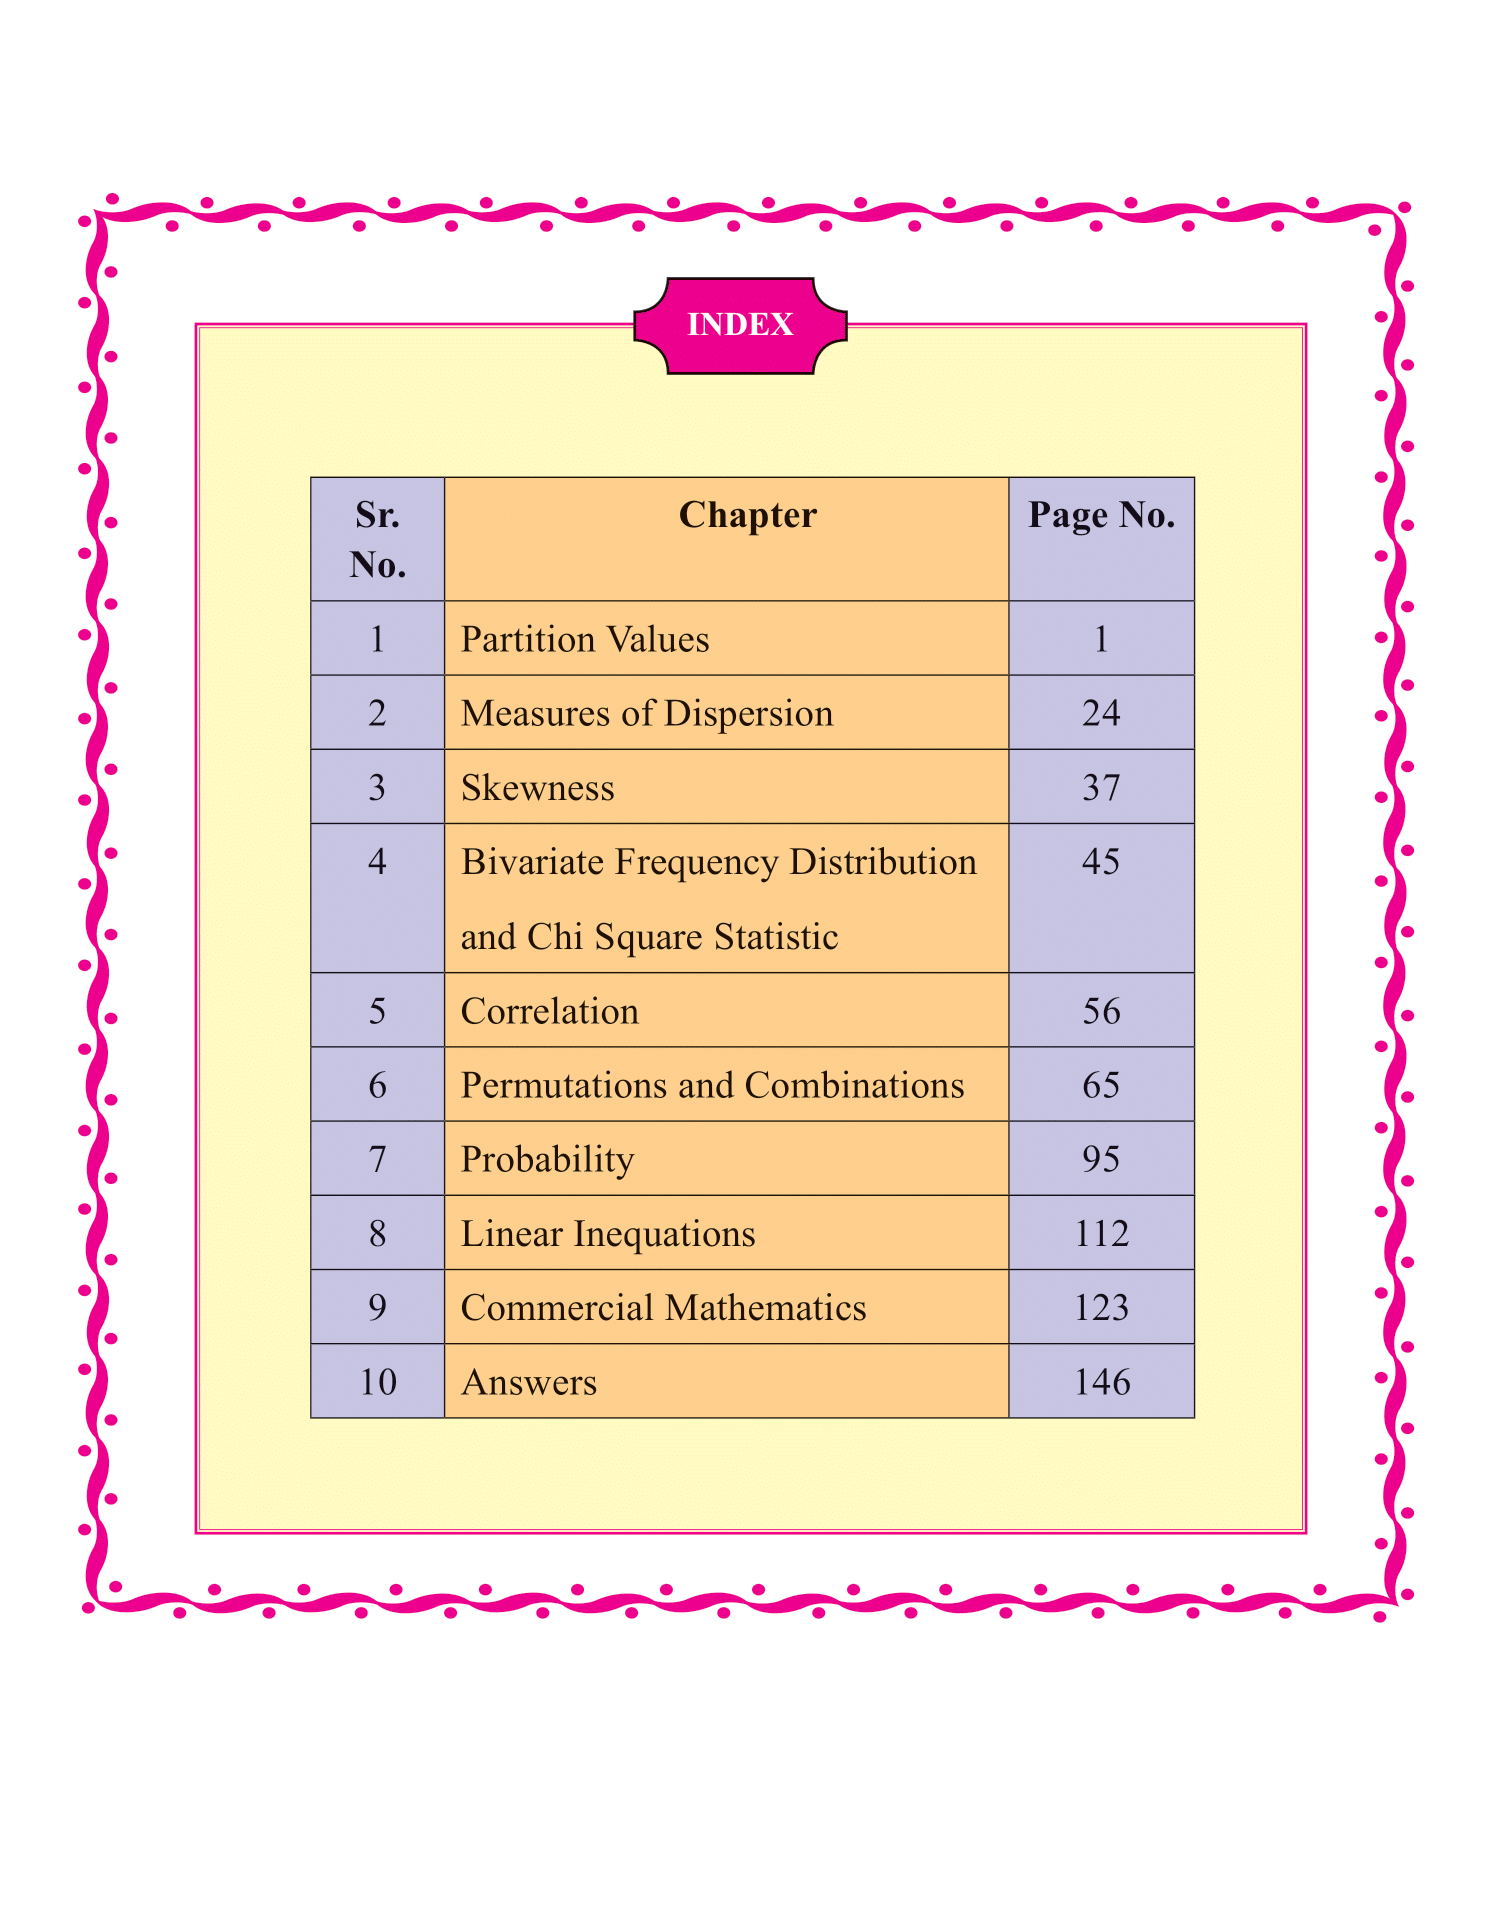 INDEX
Sr. No. Chapter Page No.
1 Partition Values 1
2 Measures of Dispersion 24
3 Skewness 37
4 Bivariate Frequency Distribution 45
and Chi Square Statistic
5 Correlation 56
6 Permutations and Combinations 65
7 Probability 95
8 Linear Inequations 112
9 Commercial Mathematics 123
10 Answers 146